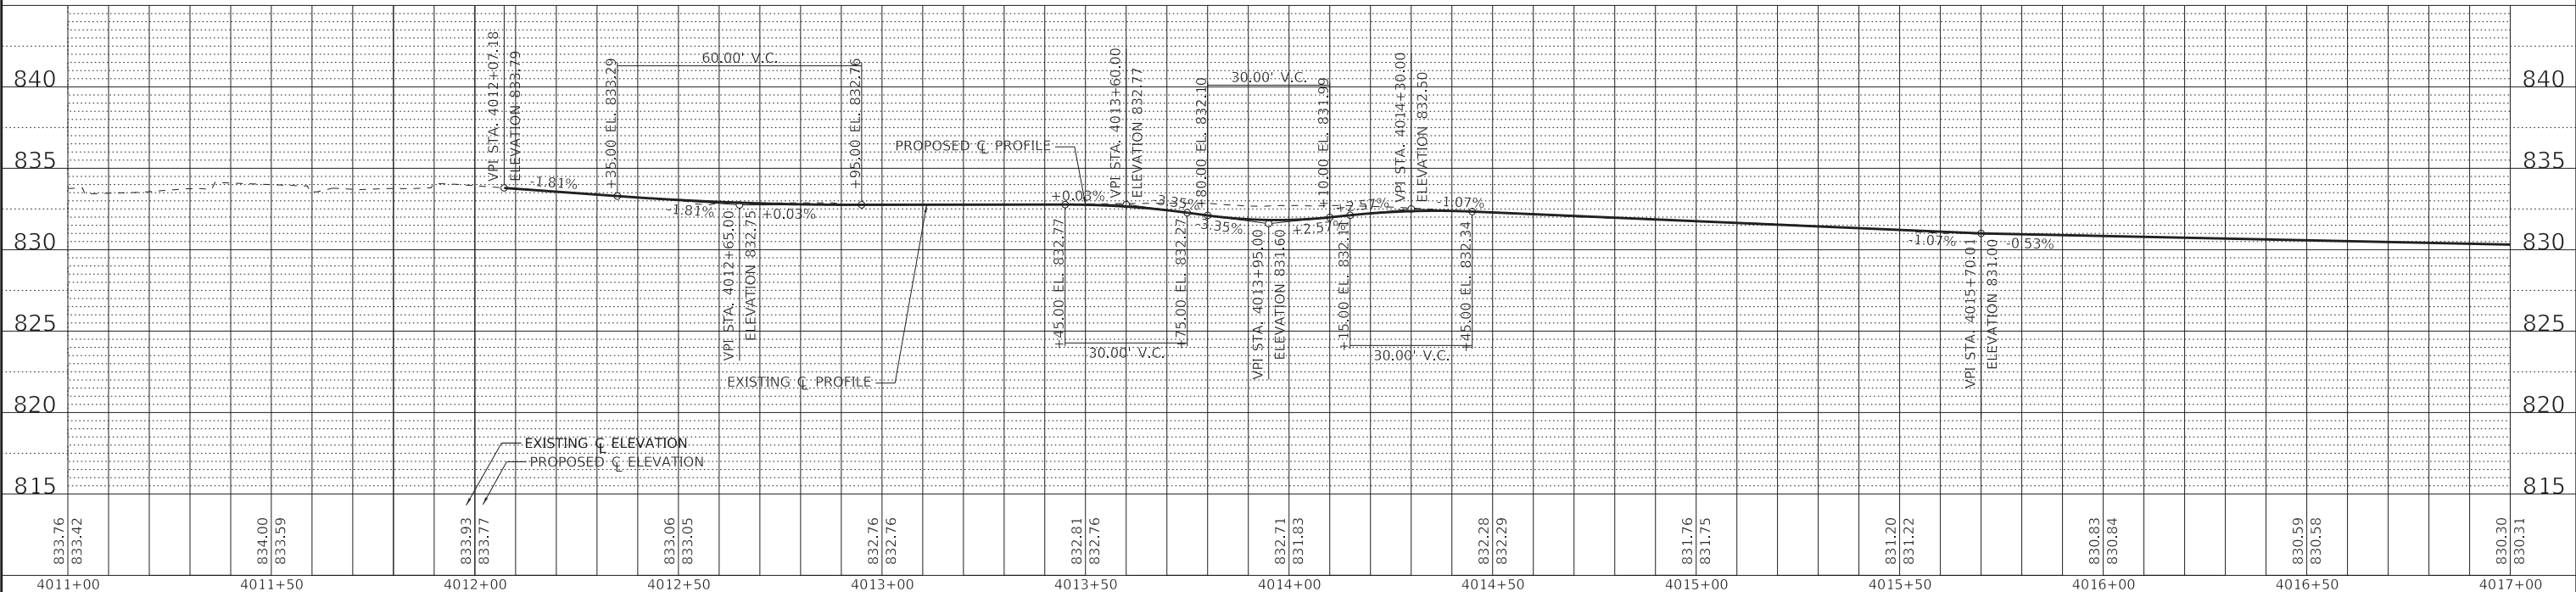 VPI STA. 4012+07.18
ELEVATION 833.79
+35.00 EL. 833.29
60.00' V.C.
+95.00 EL. 832.76
VPI STA. 4013+60.00
ELEVATION 832.77
+80.00 EL. 832.10
30.00' V.C.
+10.00 EL. 831.99
VPI STA. 4014+30.00
ELEVATION 832.50
840
840
835
835
PROPOSED ℄ PROFILE
-1.81%
-1.81%
+0.03%
+0.03%
-3.35%
-3.35%
+2.57%
+2.57%
-1.07%
-1.07%
-0.53%
830
830
VPI STA. 4012+65.00
ELEVATION 832.75
+45.00 EL. 832.77
30.00' V.C.
+75.00 EL. 832.27
VPI STA. 4013+95.00
ELEVATION 831.60
+15.00 EL.
30.00' V.C.
+45.00 EL. 832.34
VPI STA. 4015+70.01
ELEVATION 831.00
825
825
EXISTING ℄ PROFILE
820
820
EXISTING ℄ ELEVATION
PROPOSED ℄ ELEVATION
815
815
833.76
833.42
834.00
833.59
833.93
833.77
833.06
833.05
832.76
832.76
832.81
832.76
832.71
831.83
832.28
832.29
831.76
831.75
831.20
831.22
830.83
830.84
830.59
830.58
830.30
830.31
4011+00
4011+50
4012+00
4012+50
4013+00
4013+50
4014+00
4014+50
4015+00
4015+50
4016+00
4016+50
4017+00